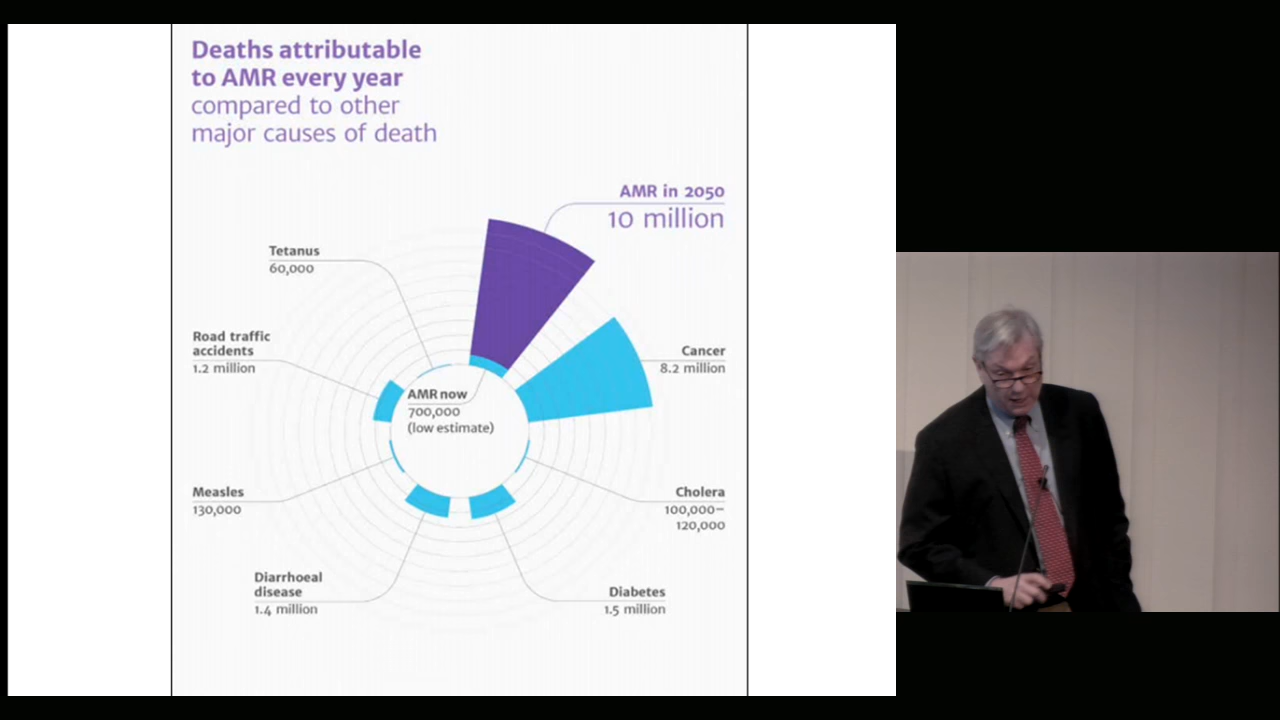 Deaths attributable
to AMR every year
compared to other
major causes of death
AMR in 2050
10 million
Tetanus
60,000
Road traffic
accidents
1.2 million
Cancer
8.2 million
AMR now
700,000
(low estimate)
Measles
130,000
Cholera
100,000–
120,000
Diarrhoeal
disease
1.4 million
Diabetes
1.5 million